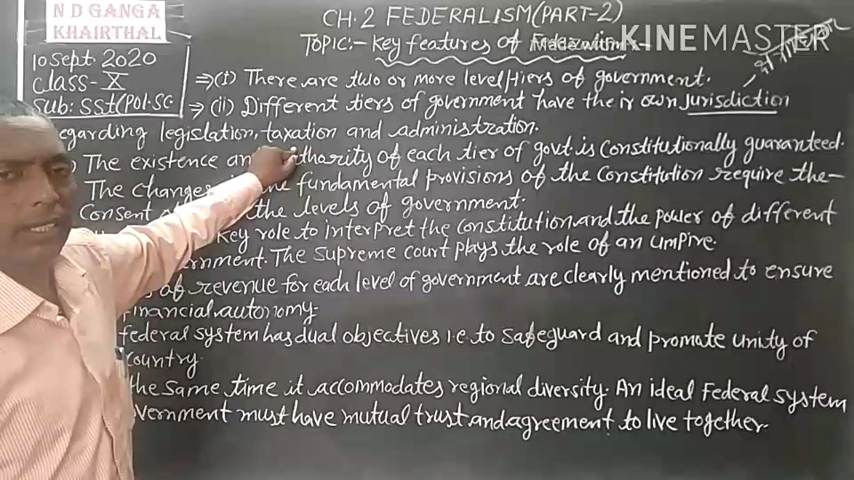 N D GANGA
KHAIRTHAL
10 Sept. 2020
Class-X
Sub: SSt(Pol.Sc.
CH.2 FEDERALISM(PART-2)
TOPIC:- Key features of
Made with KINEMASTER
⇒(i) There are two or more level/tiers of government.
⇒(ii) Different tiers of government have their own jurisdiction
egarding legislation, taxation and administration.
The existence an thority of each tier of govt is Constitutionally guaranteed.
The changes the fundamental provisions of the Constitution require the-
Consent the levels of government.
key role to interpret the constitution and the power of different
ernment. The Supreme court plays the role of an umpire.
of revenue for each level of government are clearly mentioned to ensure
financial autonomy.
federal system has dual objectives i.e to safeguard and promote unity of
country.
the same time it accommodates regional diversity. An ideal Federal system
vernment must have mutual trust and agreement to live together.